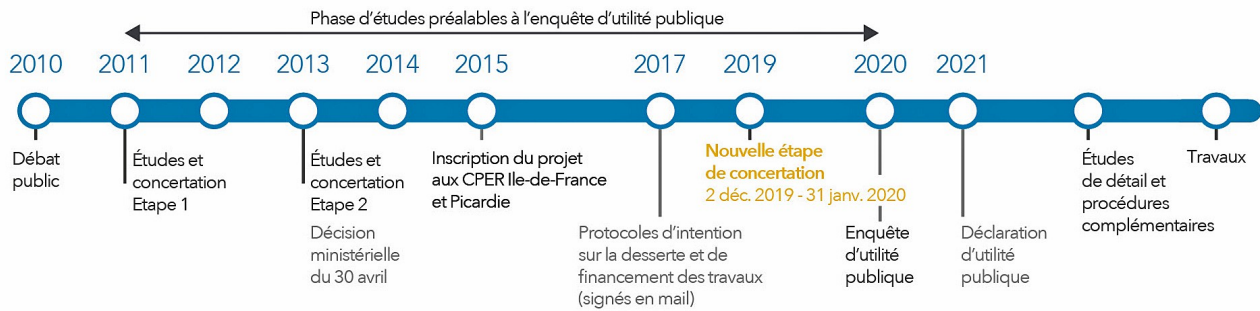 Phase d’études préalables à l’enquête d’utilité publique
2010
2011
2012
2013
2014
2015
2017
2019
2020
2021
Débat
public
Études et
concertation
Etape 1
Études et
concertation
Etape 2
Décision
ministérielle
du 30 avril
Inscription du projet
aux CPER Ile-de-France
et Picardie
Protocoles d’intention
sur la desserte et de
financement des travaux
(signés en mail)
Nouvelle étape
de concertation
2 déc. 2019 - 31 janv. 2020
Enquête
d’utilité
publique
Déclaration
d’utilité
publique
Études
de détail et
procédures
complémentaires
Travaux